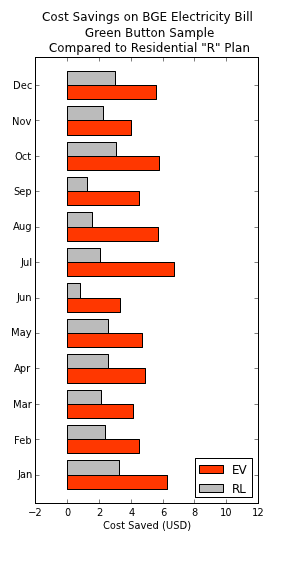 Cost Savings on BGE Electricity Bill
Green Button Sample
Compared to Residential "R" Plan
Dec
Nov
Oct
Sep
Aug
Jul
Jun
May
Apr
Mar
Feb
Jan
EV
RL
−2 0 2 4 6 8 10 12
Cost Saved (USD)